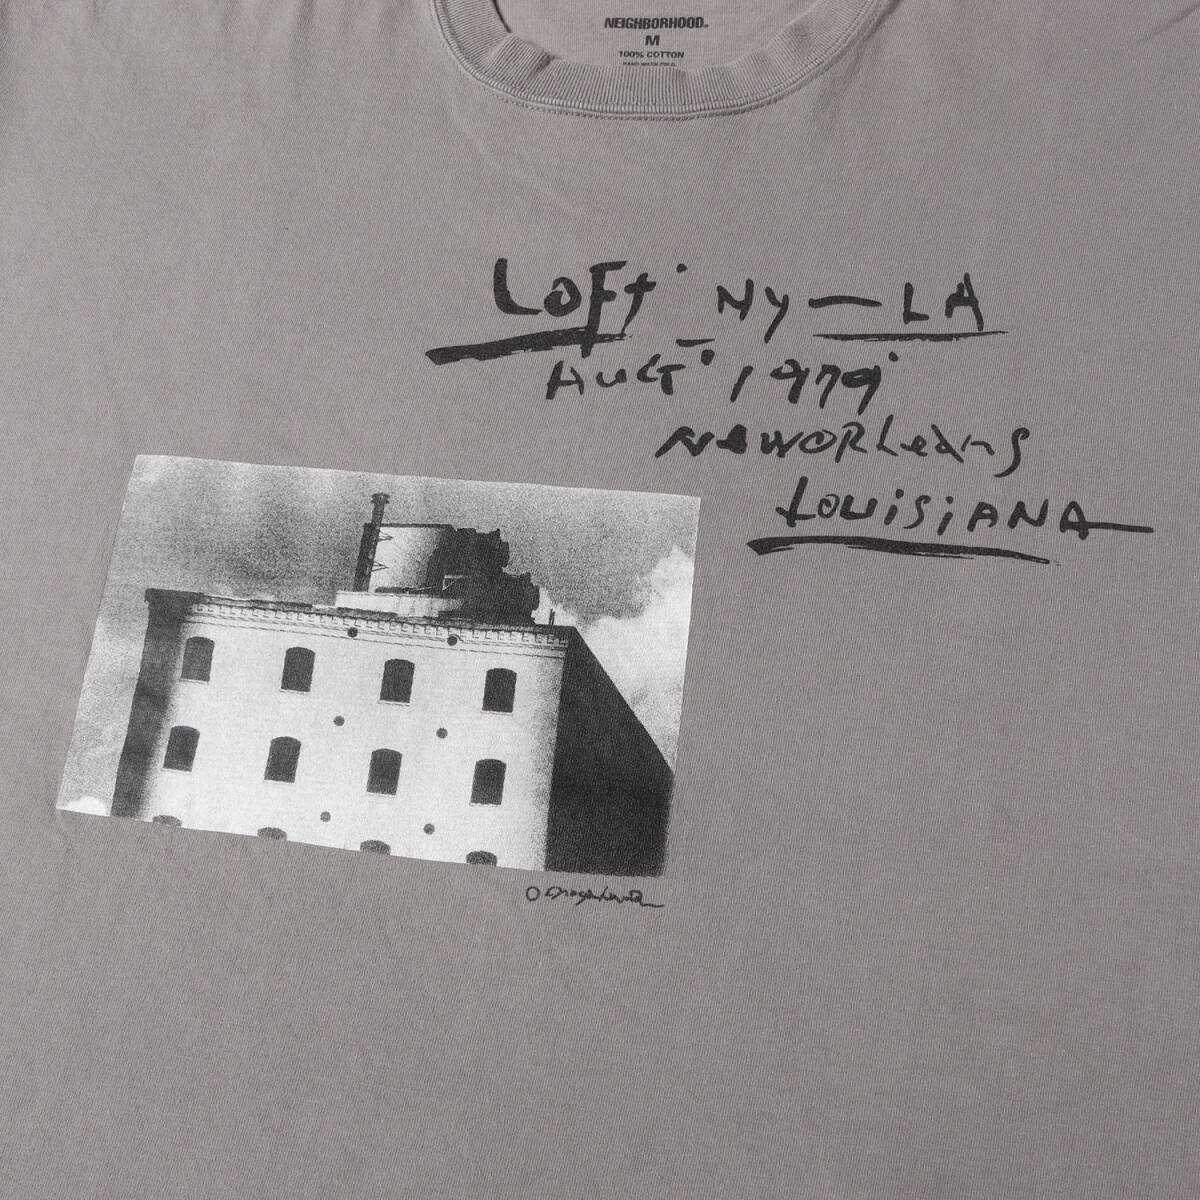 NEIGHBORHOOD.
M
100% COTTON
LOFT NY — LA
AUG 1979
NEWORLeans
LOUiSiANA